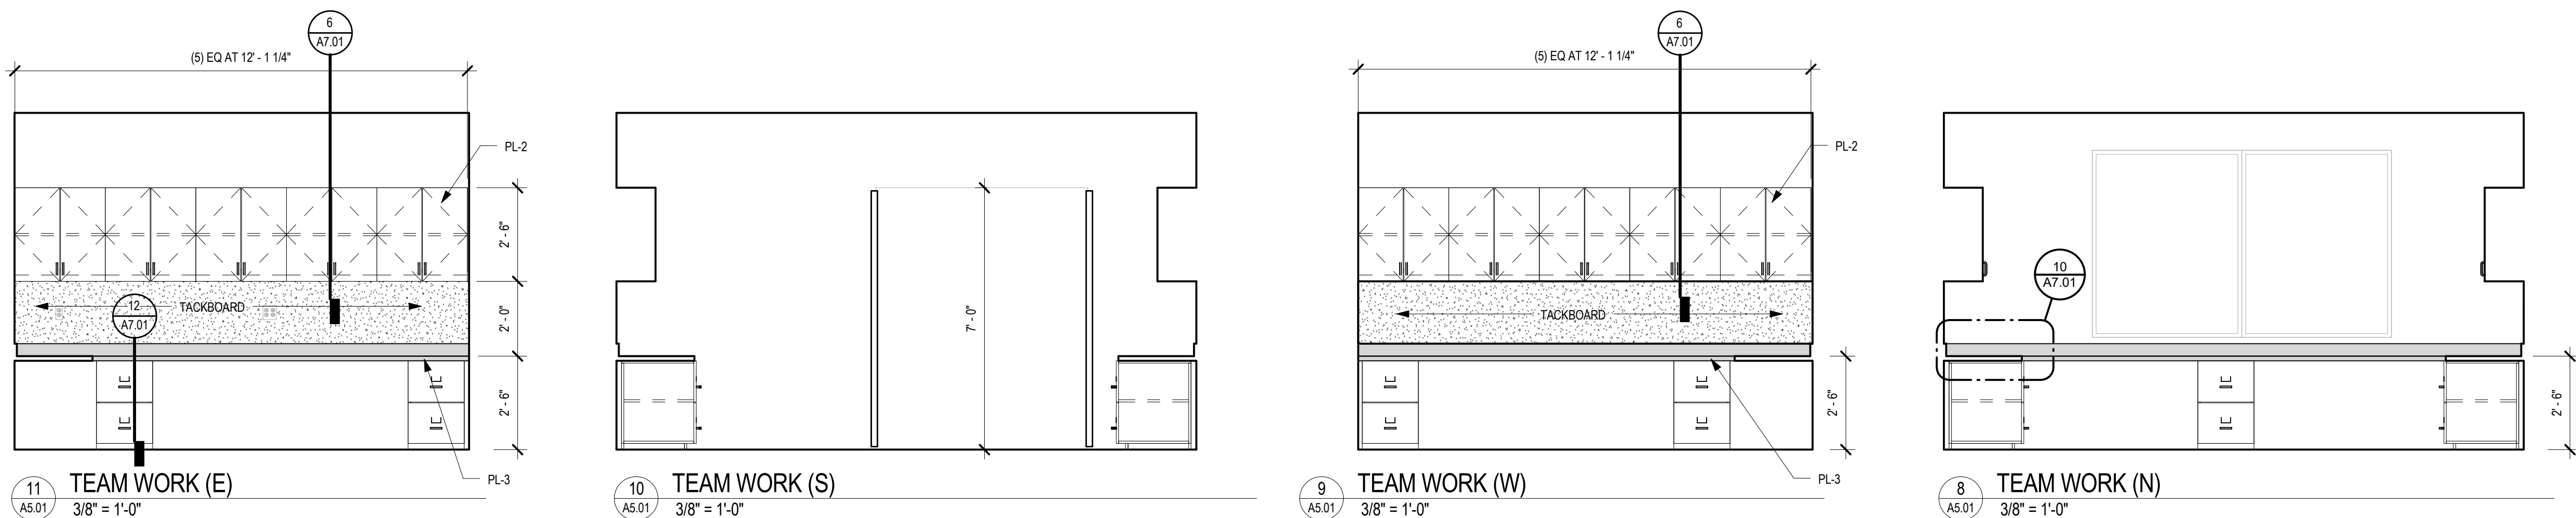 6
A7.01
(5) EQ AT 12' - 1 1/4"
PL-2
2' - 6"
TACKBOARD
12
A7.01
2' - 0"
2' - 6"
PL-3
11
A5.01
TEAM WORK (E)
3/8" = 1'-0"
7' - 0"
10
A5.01
TEAM WORK (S)
3/8" = 1'-0"
6
A7.01
(5) EQ AT 12' - 1 1/4"
PL-2
TACKBOARD
2' - 6"
PL-3
9
A5.01
TEAM WORK (W)
3/8" = 1'-0"
10
A7.01
2' - 6"
8
A5.01
TEAM WORK (N)
3/8" = 1'-0"